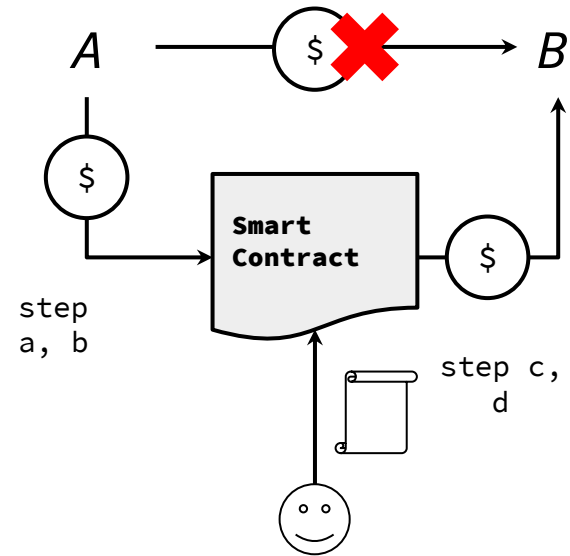 A $ B
$
Smart
Contract
$
step
a, b
step c,
d